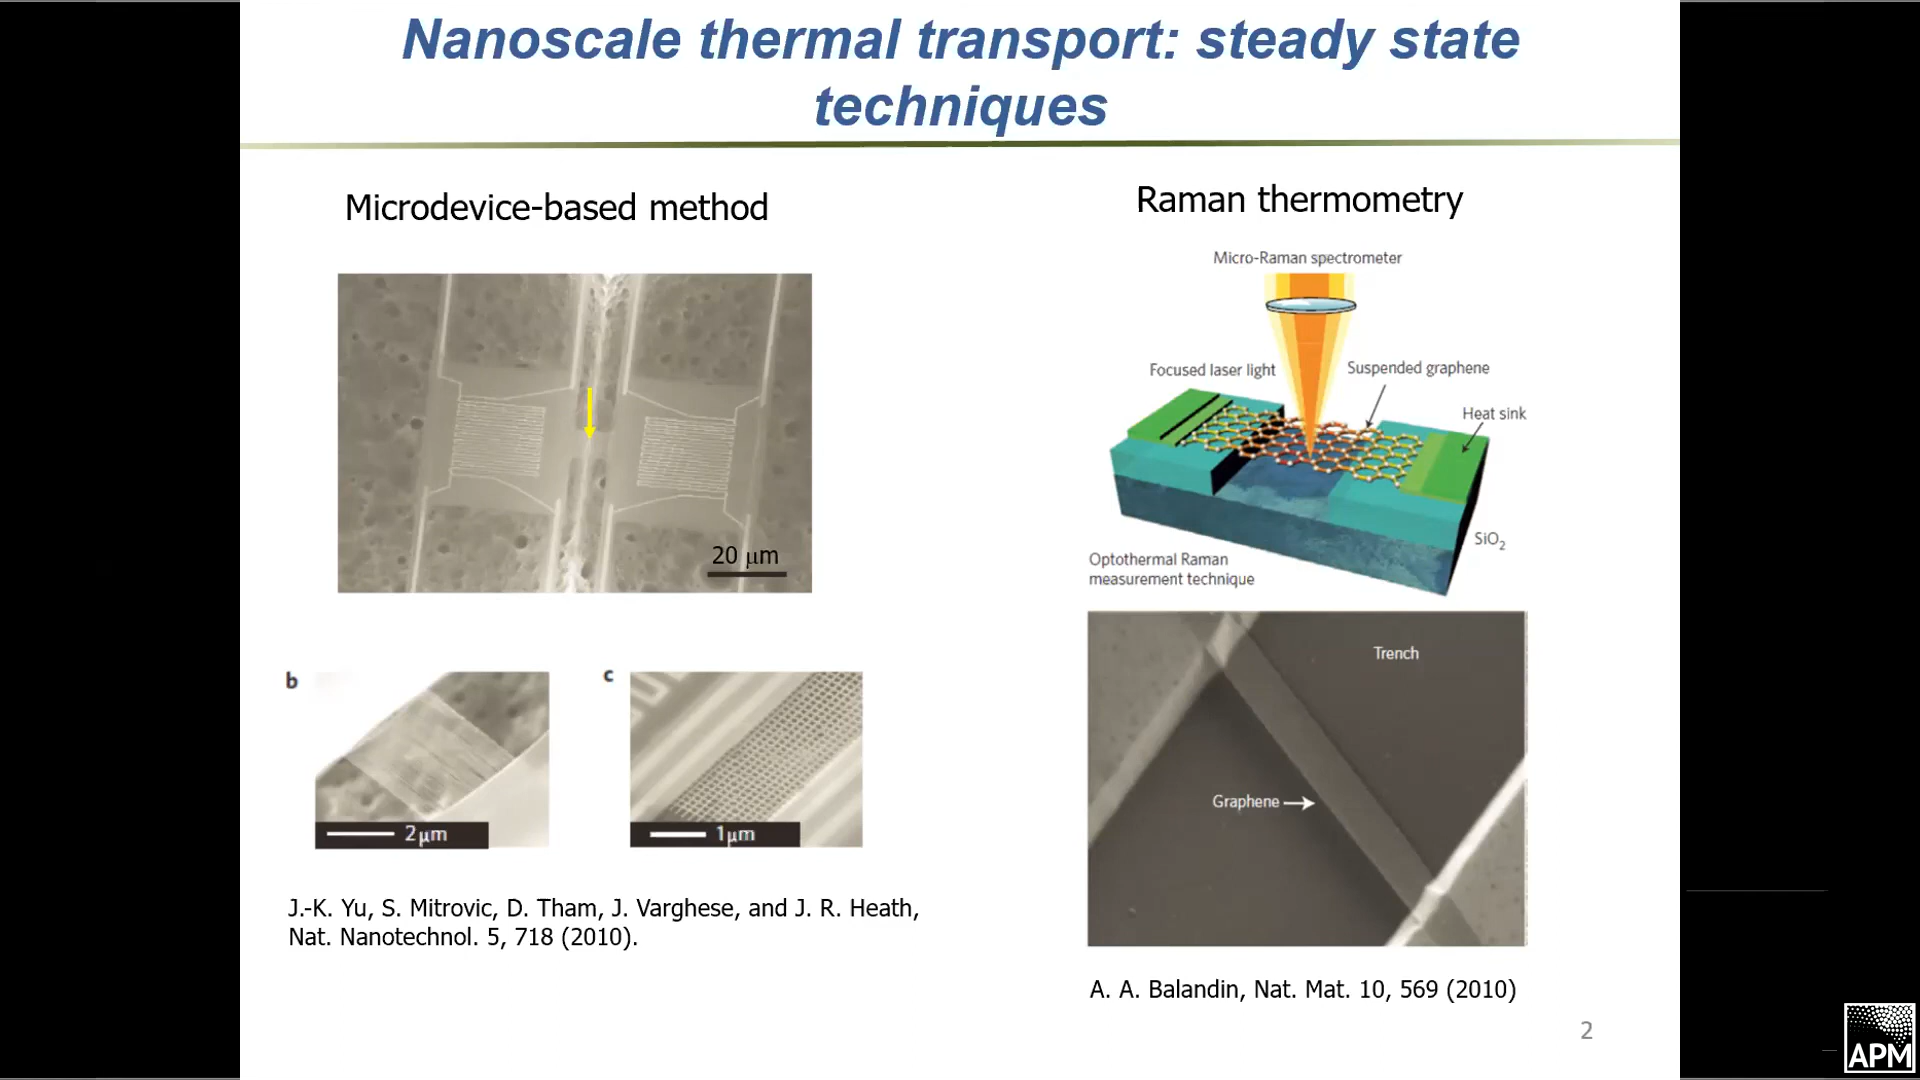 Nanoscale thermal transport: steady state
techniques
Microdevice-based method
20 μm
b
2 μm
c
1 μm
J.-K. Yu, S. Mitrovic, D. Tham, J. Varghese, and J. R. Heath,
Nat. Nanotechnol. 5, 718 (2010).
Raman thermometry
Micro-Raman spectrometer
Focused laser light
Suspended graphene
Heat sink
SiO2
Optothermal Raman
measurement technique
Trench
Graphene
A. A. Balandin, Nat. Mat. 10, 569 (2010)
2
APM